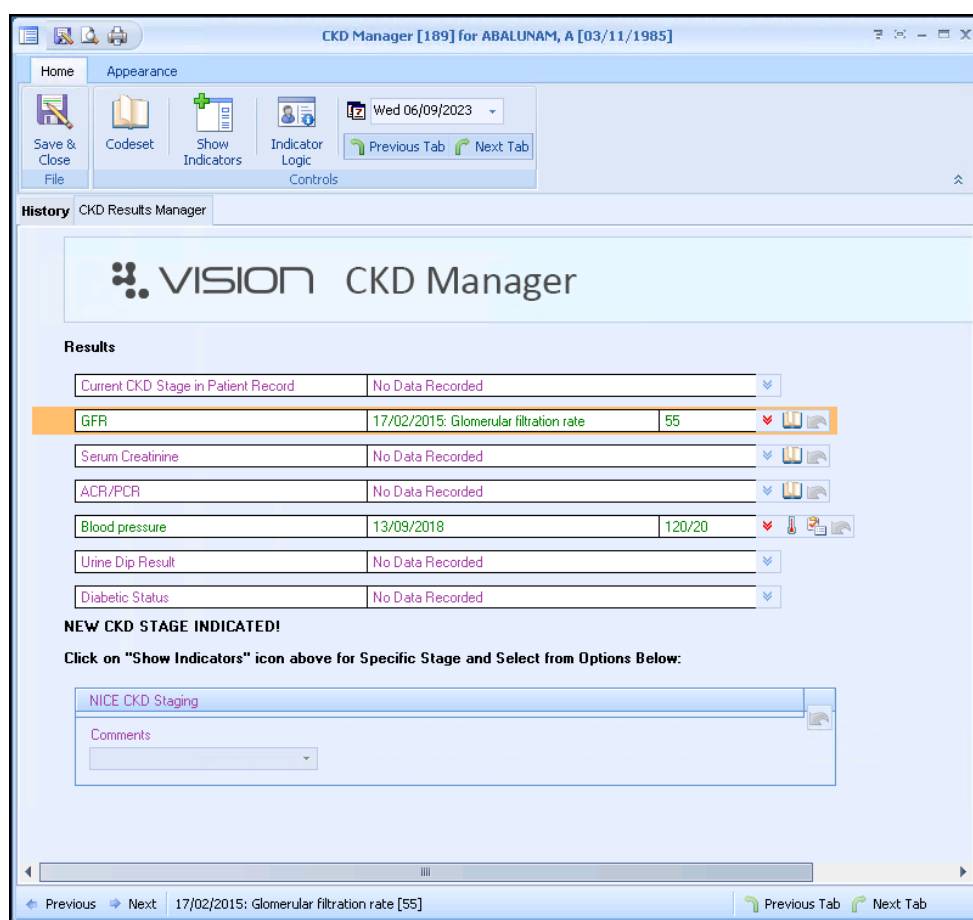 CKD Manager [189] for ABALUNAM, A [03/11/1985]
Home Appearance
Save & Close
Codeset
Show Indicators
Indicator Logic
Wed 06/09/2023
Previous Tab Next Tab
File Controls
History CKD Results Manager
VISION CKD Manager
Results
Current CKD Stage in Patient Record No Data Recorded
GFR 17/02/2015: Glomerular filtration rate 55
Serum Creatinine No Data Recorded
ACR/PCR No Data Recorded
Blood pressure 13/09/2018 120/20
Urine Dip Result No Data Recorded
Diabetic Status No Data Recorded
NEW CKD STAGE INDICATED!
Click on "Show Indicators" icon above for Specific Stage and Select from Options Below:
NICE CKD Staging
Comments
Previous Next 17/02/2015: Glomerular filtration rate [55] Previous Tab Next Tab